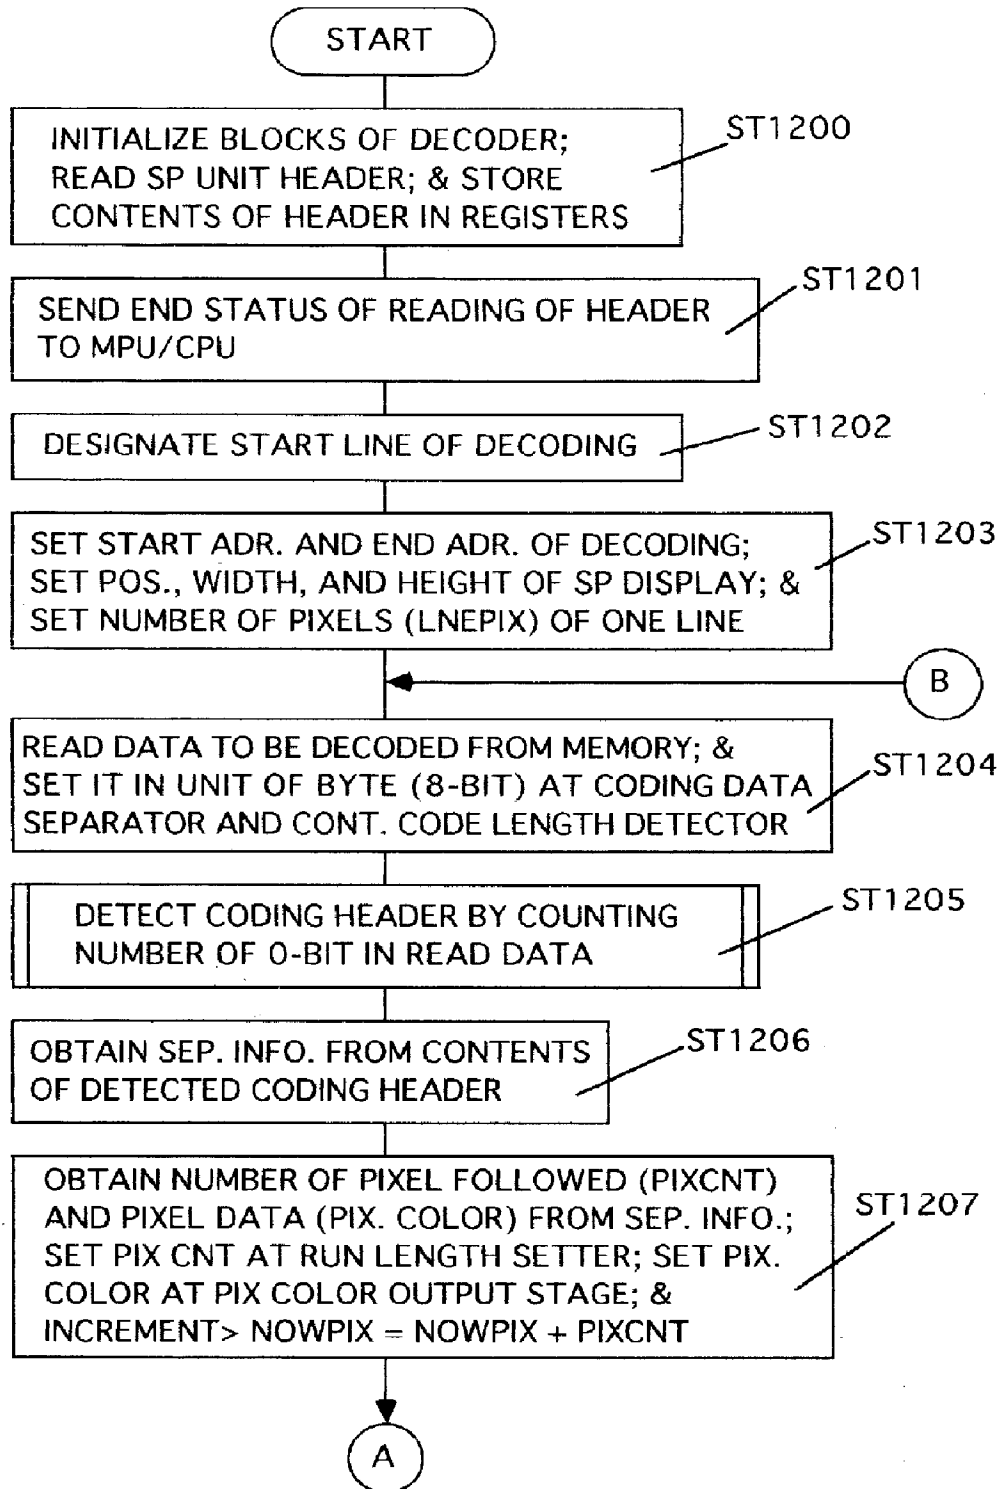 START
INITIALIZE BLOCKS OF DECODER;
READ SP UNIT HEADER; & STORE
CONTENTS OF HEADER IN REGISTERS
ST1200
SEND END STATUS OF READING OF HEADER
TO MPU/CPU
ST1201
DESIGNATE START LINE OF DECODING
ST1202
SET START ADR. AND END ADR. OF DECODING;
SET POS., WIDTH, AND HEIGHT OF SP DISPLAY; &
SET NUMBER OF PIXELS (LNEPIX) OF ONE LINE
ST1203
B
READ DATA TO BE DECODED FROM MEMORY; &
SET IT IN UNIT OF BYTE (8-BIT) AT CODING DATA
SEPARATOR AND CONT. CODE LENGTH DETECTOR
ST1204
DETECT CODING HEADER BY COUNTING
NUMBER OF 0-BIT IN READ DATA
ST1205
OBTAIN SEP. INFO. FROM CONTENTS
OF DETECTED CODING HEADER
ST1206
OBTAIN NUMBER OF PIXEL FOLLOWED (PIXCNT)
AND PIXEL DATA (PIX. COLOR) FROM SEP. INFO.;
SET PIX CNT AT RUN LENGTH SETTER; SET PIX.
COLOR AT PIX COLOR OUTPUT STAGE; &
INCREMENT> NOWPIX = NOWPIX + PIXCNT
ST1207
A